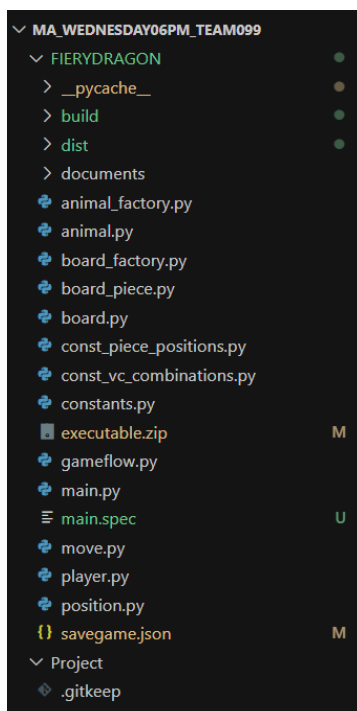 MA_WEDNESDAY06PM_TEAM099
FIERYDRAGON
__pycache__
build
dist
documents
animal_factory.py
animal.py
board_factory.py
board_piece.py
board.py
const_piece_positions.py
const_vc_combinations.py
constants.py
executable.zip M
gameflow.py
main.py
main.spec U
move.py
player.py
position.py
{} savegame.json M
Project
.gitkeep